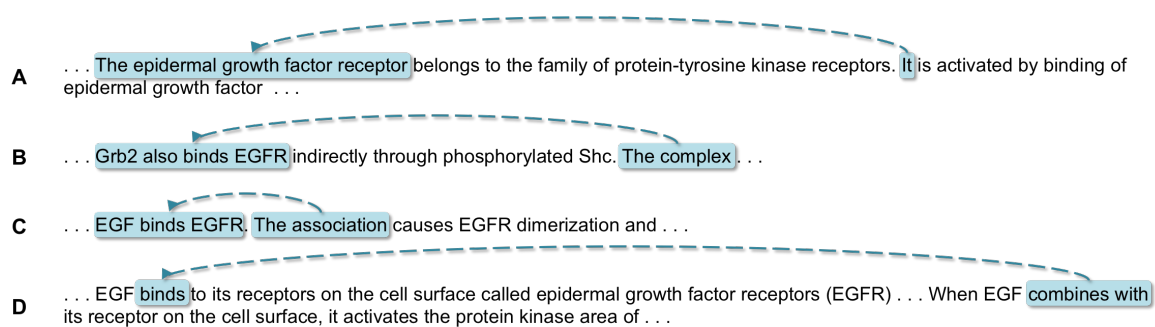 A ... The epidermal growth factor receptor belongs to the family of protein-tyrosine kinase receptors. It is activated by binding of
epidermal growth factor ...
B ... Grb2 also binds EGFR indirectly through phosphorylated Shc. The complex ...
C ... EGF binds EGFR. The association causes EGFR dimerization and ...
D ... EGF binds to its receptors on the cell surface called epidermal growth factor receptors (EGFR) ... When EGF combines with
its receptor on the cell surface, it activates the protein kinase area of ...